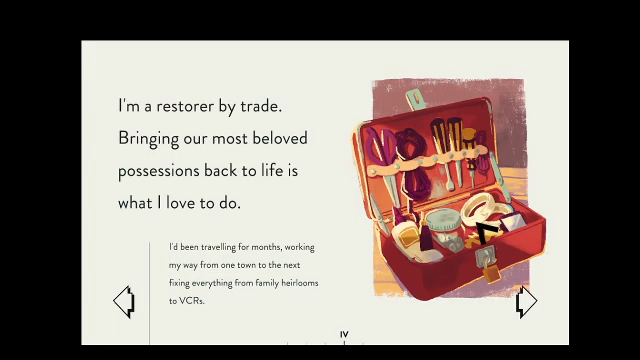 I'm a restorer by trade.
Bringing our most beloved
possessions back to life is
what I love to do.
I'd been travelling for months, working
my way from one town to the next
fixing everything from family heirlooms
to VCRs.
IV